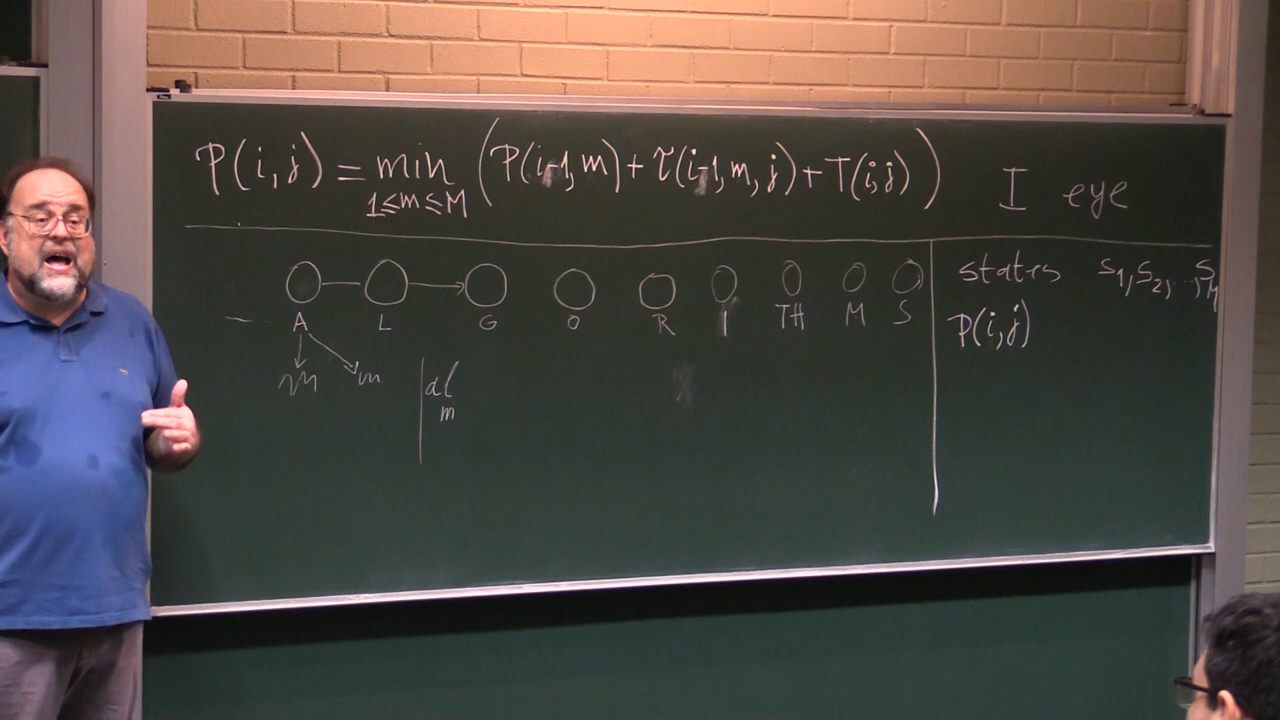 P(i,j) = min (P(i-1,m) + τ(i-1,m,j) + T(i,j))
1≤m≤M
I eye
A L G O R I TH M S
m
al
m
states S1,S2,..,SM
P(i,j)